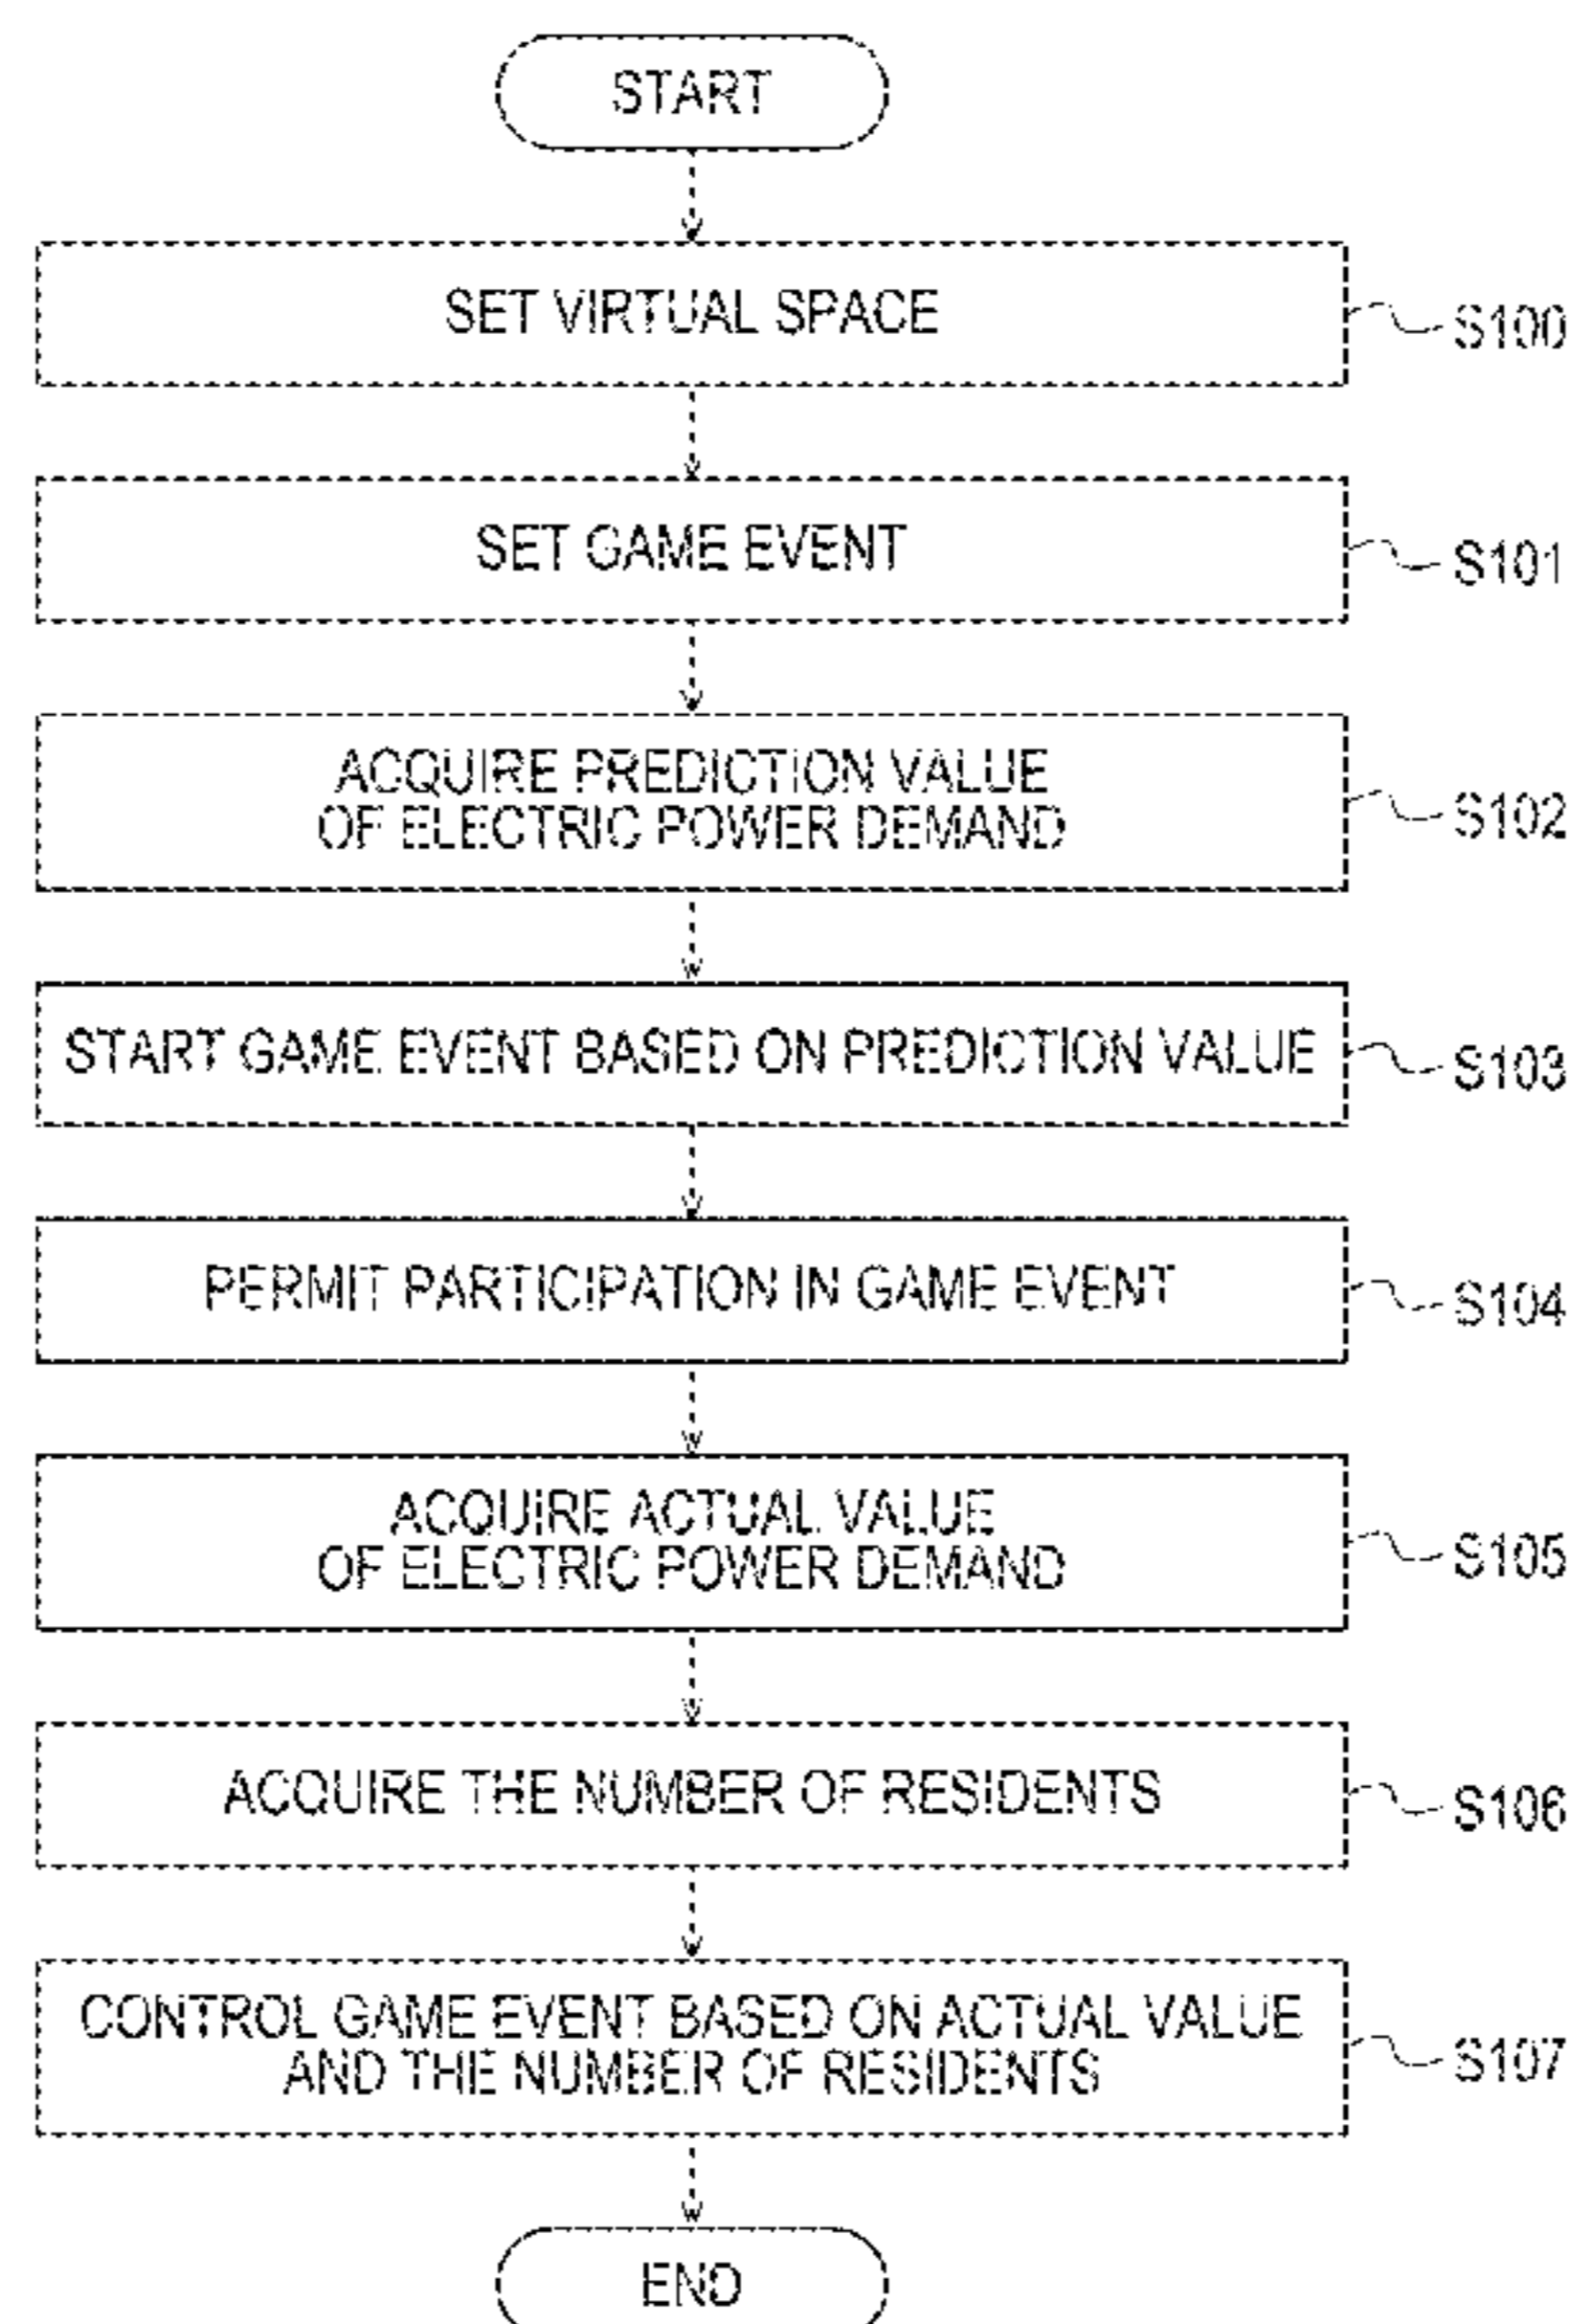 START
SET VIRTUAL SPACE
S100
SET GAME EVENT
S101
ACQUIRE PREDICTION VALUE
OF ELECTRIC POWER DEMAND
S102
START GAME EVENT BASED ON PREDICTION VALUE
S103
PERMIT PARTICIPATION IN GAME EVENT
S104
ACQUIRE ACTUAL VALUE
OF ELECTRIC POWER DEMAND
S105
ACQUIRE THE NUMBER OF RESIDENTS
S106
CONTROL GAME EVENT BASED ON ACTUAL VALUE
AND THE NUMBER OF RESIDENTS
S107
END